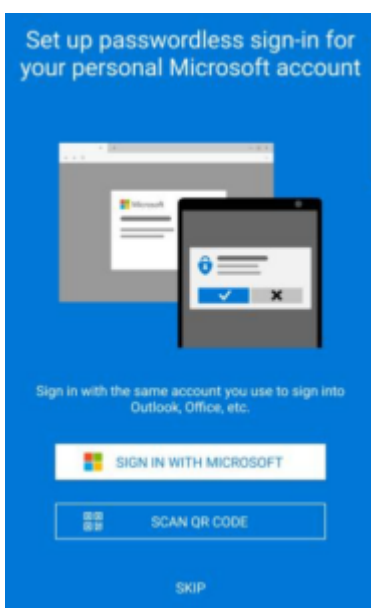 Set up passwordless sign-in for
your personal Microsoft account
Microsoft
Sign in with the same account you use to sign into
Outlook, Office, etc.
SIGN IN WITH MICROSOFT
SCAN QR CODE
SKIP